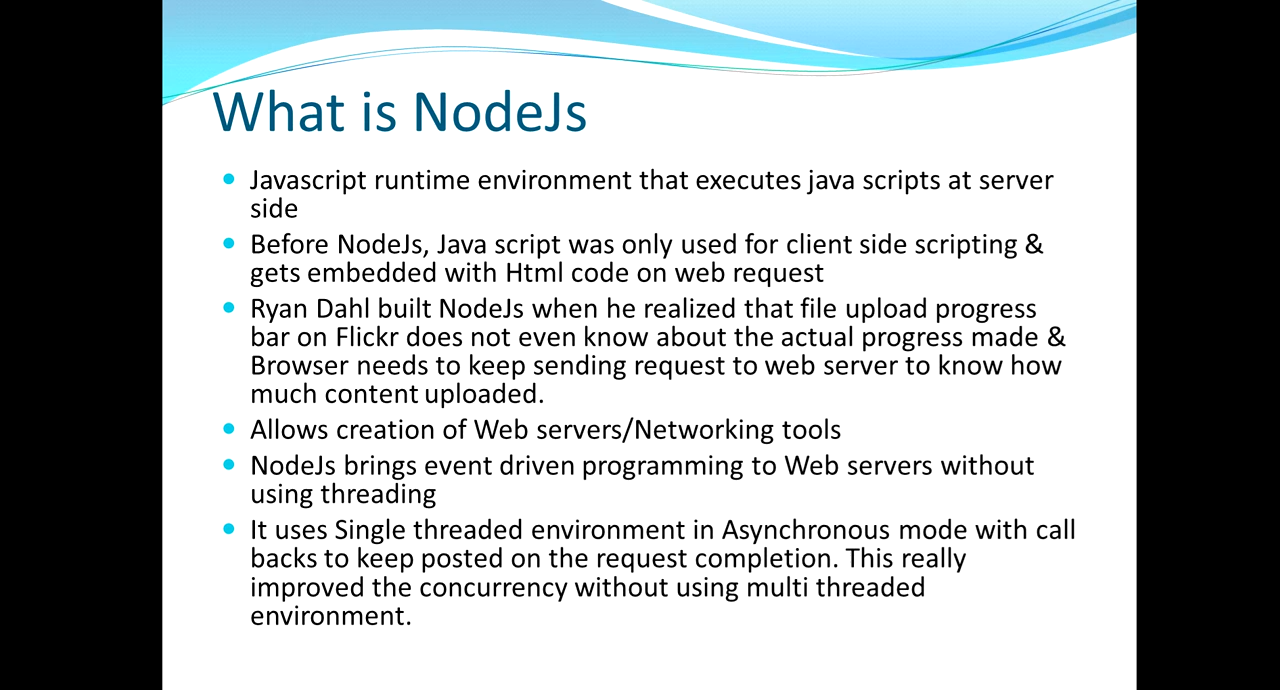 What is NodeJs
• Javascript runtime environment that executes java scripts at server
side
• Before NodeJs, Java script was only used for client side scripting &
gets embedded with Html code on web request
• Ryan Dahl built NodeJs when he realized that file upload progress
bar on Flickr does not even know about the actual progress made &
Browser needs to keep sending request to web server to know how
much content uploaded.
• Allows creation of Web servers/Networking tools
• NodeJs brings event driven programming to Web servers without
using threading
• It uses Single threaded environment in Asynchronous mode with call
backs to keep posted on the request completion. This really
improved the concurrency without using multi threaded
environment.